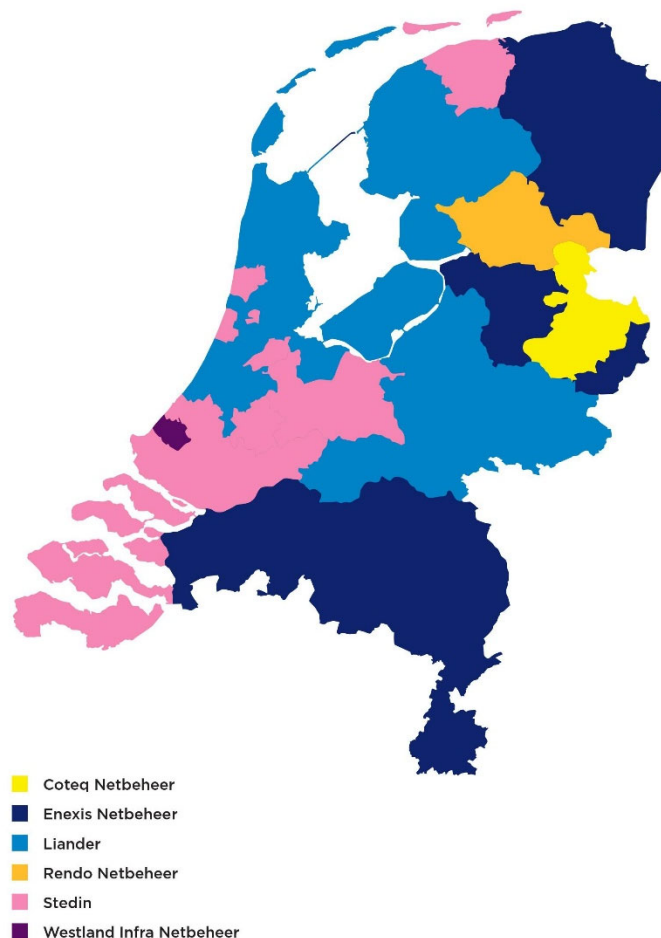 Coteq Netbeheer
Enexis Netbeheer
Liander
Rendo Netbeheer
Stedin
Westland Infra Netbeheer